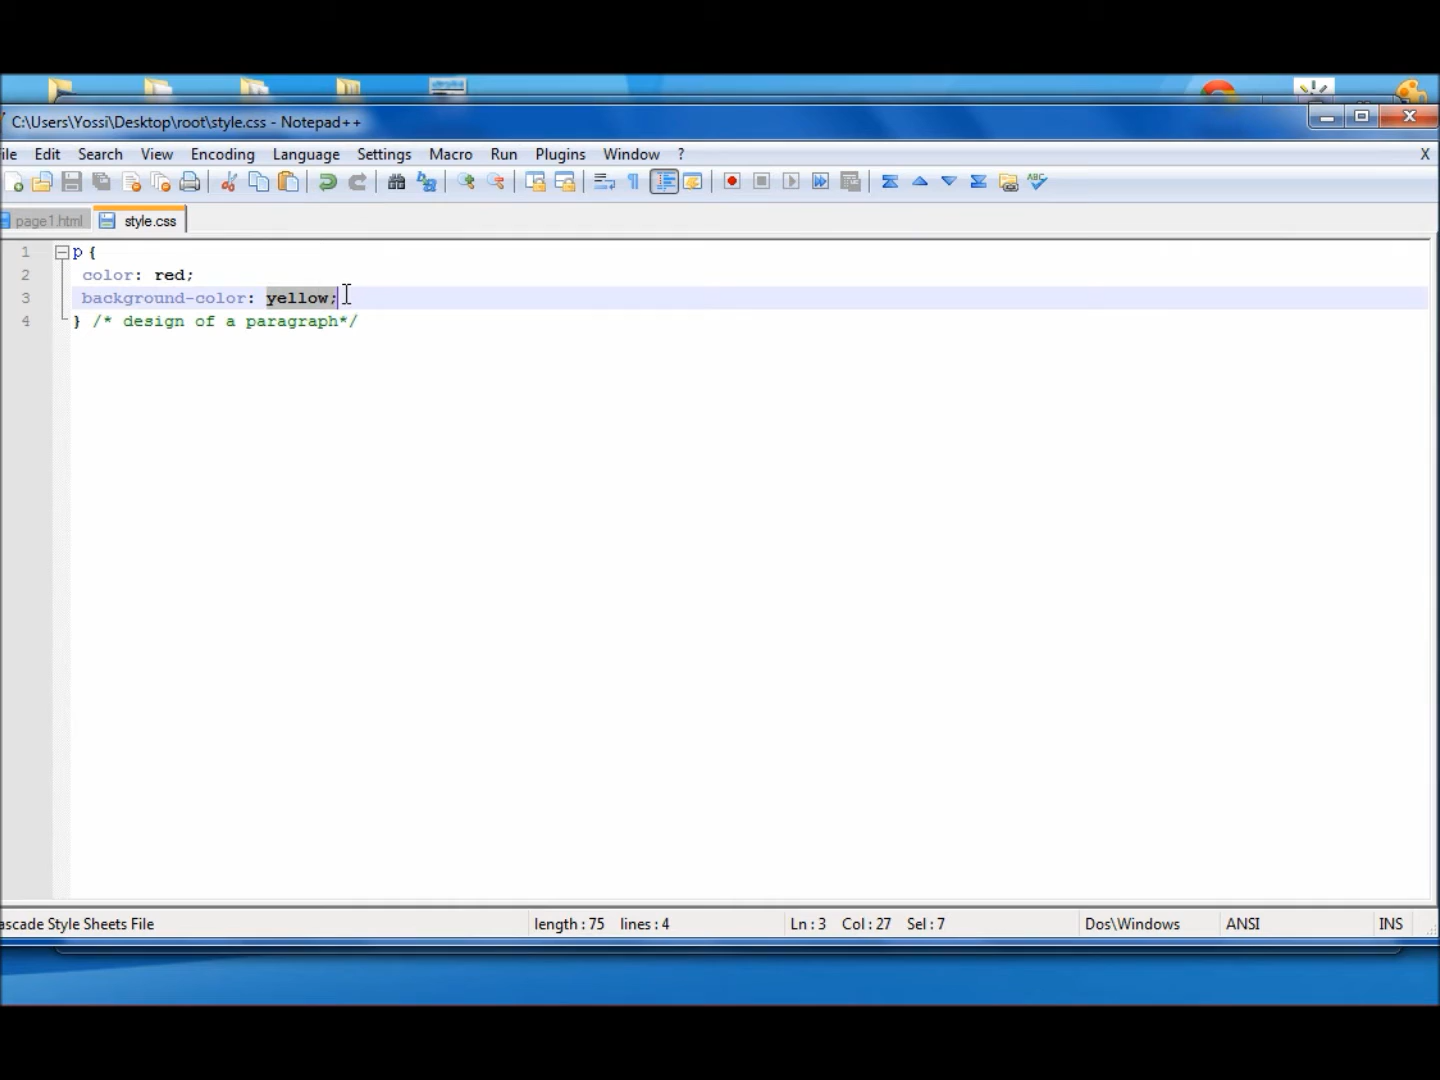 C:\Users\Yossi\Desktop\root\style.css - Notepad++
ile Edit Search View Encoding Language Settings Macro Run Plugins Window ? X
page1.html style.css
1 p {
2 color: red;
3 background-color: yellow;
4 } /* design of a paragraph*/
ascade Style Sheets File length : 75 lines : 4 Ln : 3 Col : 27 Sel : 7 Dos\Windows ANSI INS